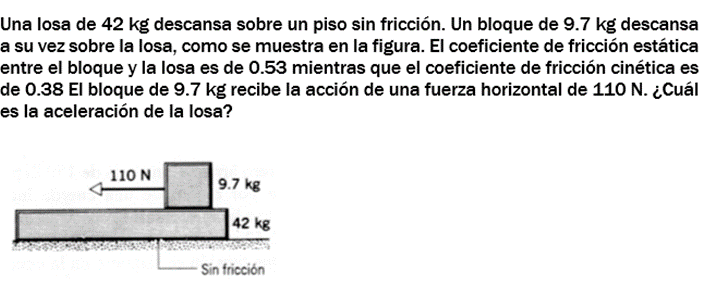 Una losa de 42 kg descansa sobre un piso sin fricción. Un bloque de 9.7 kg descansa
a su vez sobre la losa, como se muestra en la figura. El coeficiente de fricción estática
entre el bloque y la losa es de 0.53 mientras que el coeficiente de fricción cinética es
de 0.38 El bloque de 9.7 kg recibe la acción de una fuerza horizontal de 110 N. ¿Cuál
es la aceleración de la losa?
110 N
9.7 kg
42 kg
Sin fricción